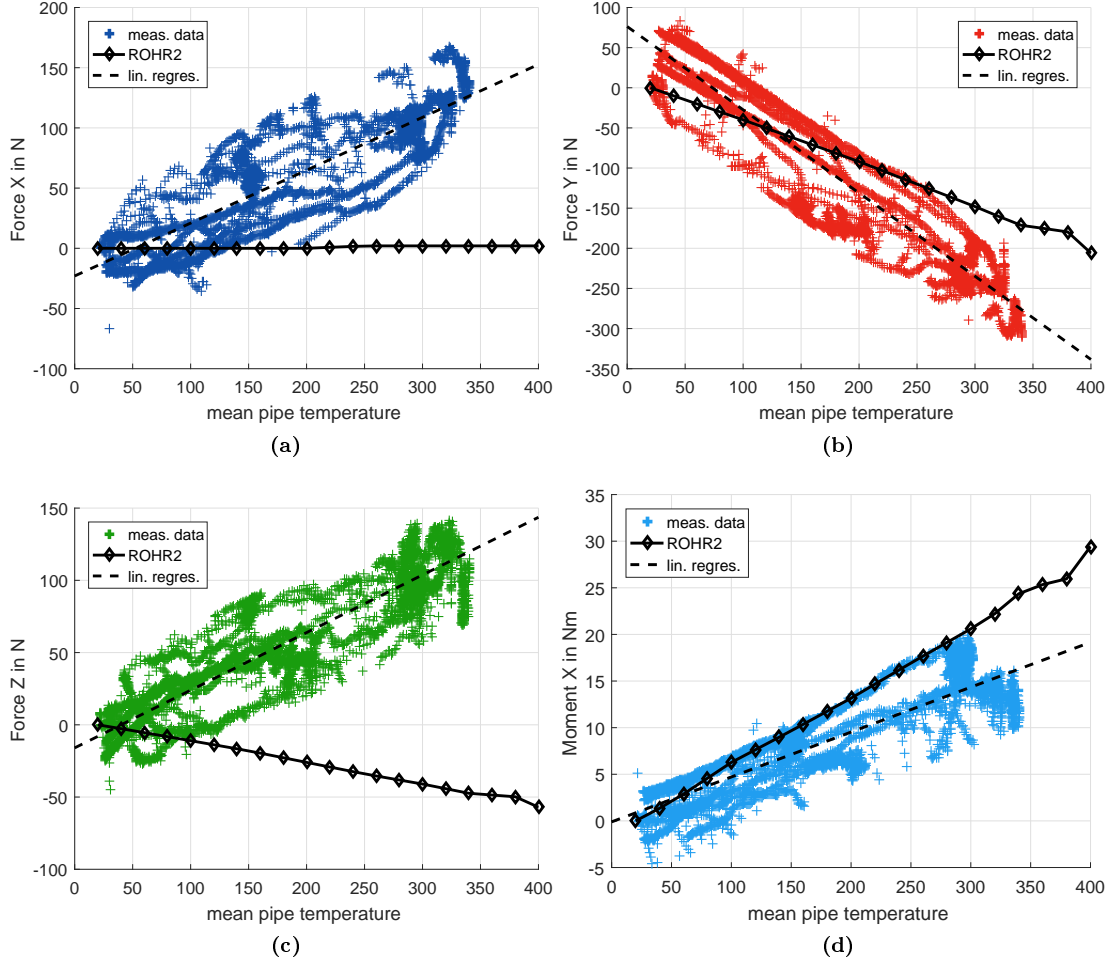 200
150
100
50
0
-50
-100
Force X in N
meas. data
ROHR2
lin. regres.
0 50 100 150 200 250 300 350 400
mean pipe temperature
(a)
100
50
0
-50
-100
-150
-200
-250
-300
-350
Force Y in N
meas. data
ROHR2
lin. regres.
0 50 100 150 200 250 300 350 400
mean pipe temperature
(b)
150
100
50
0
-50
-100
Force Z in N
meas. data
ROHR2
lin. regres.
0 50 100 150 200 250 300 350 400
mean pipe temperature
(c)
35
30
25
20
15
10
5
0
-5
Moment X in Nm
meas. data
ROHR2
lin. regres.
0 50 100 150 200 250 300 350 400
mean pipe temperature
(d)